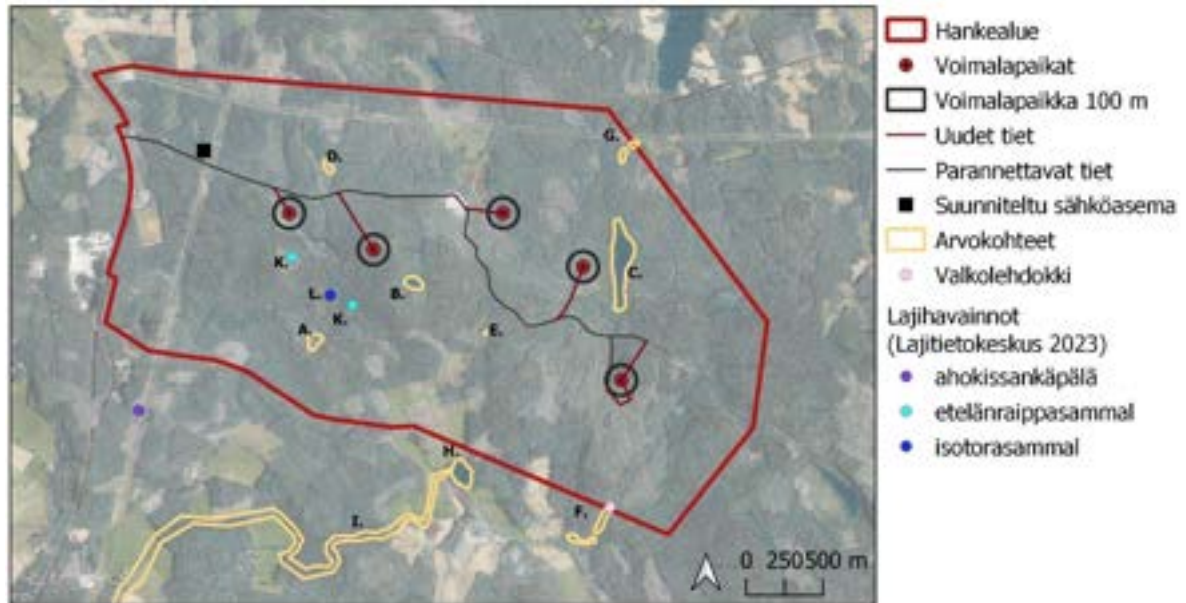 Hankealue
Voimalapaikat
Voimalapaikka 100 m
Uudet tiet
Parannettavat tiet
Suunniteltu sähköasema
Arvokohteet
Valkolehdokki
Lajihavainnot
(Lajitietokeskus 2023)
ahokissankäpälä
etelänraippasammal
isotorasammal
G.
D.
K.
C.
B.
L.
K.
E.
A.
H.
F.
I.
0 250500 m